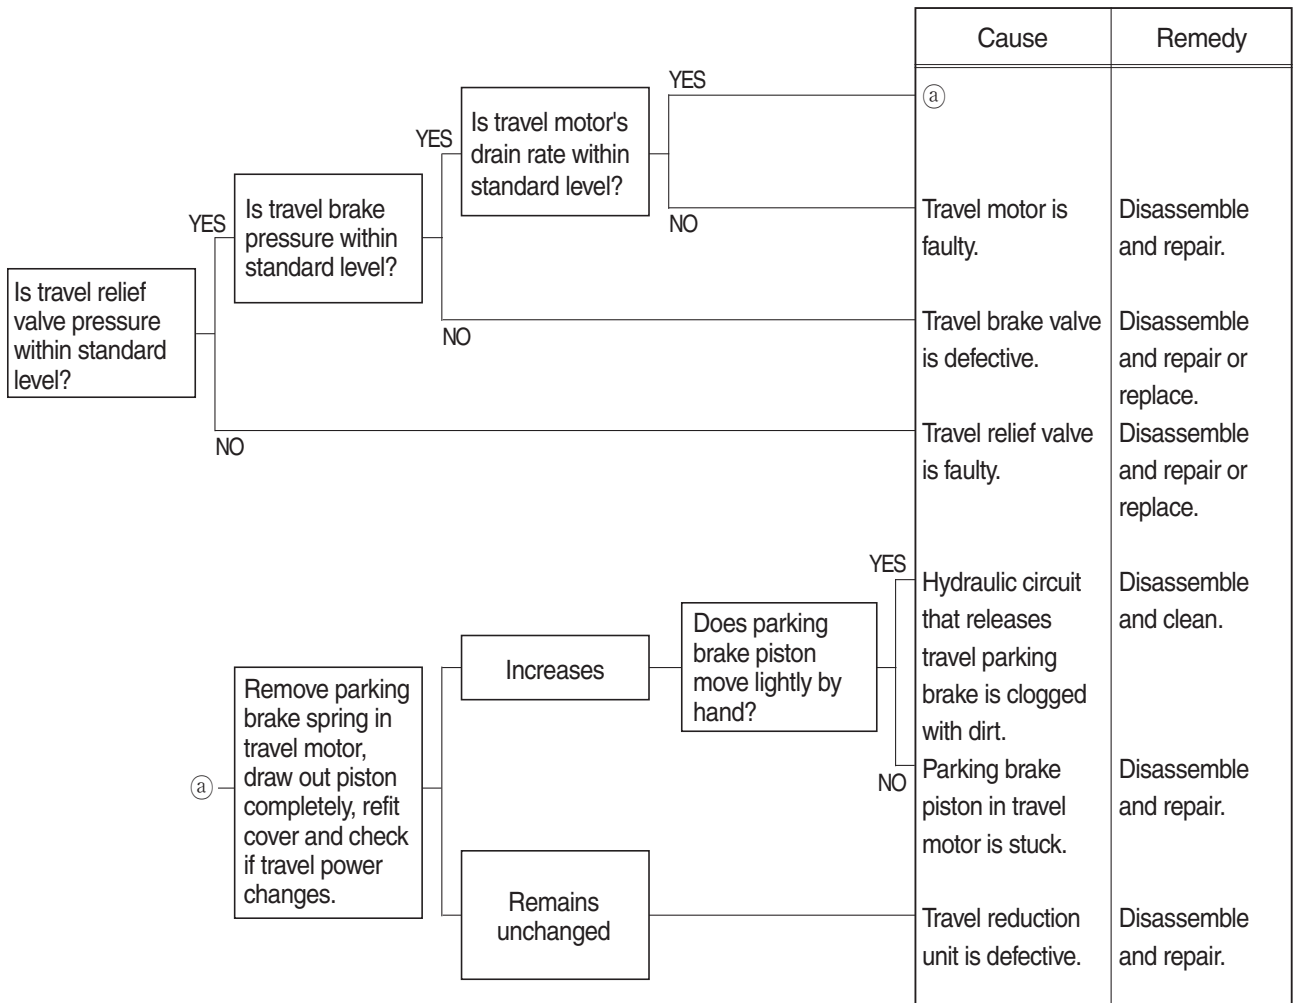 Cause
Remedy
YES
ⓐ
Is travel motor's
drain rate within
standard level?
YES
NO
Travel motor is
faulty.
Disassemble
and repair.
Is travel brake
pressure within
standard level?
YES
NO
Travel brake valve
is defective.
Disassemble
and repair or
replace.
Is travel relief
valve pressure
within standard
level?
NO
Travel relief valve
is faulty.
Disassemble
and repair or
replace.
ⓐ
Remove parking
brake spring in
travel motor,
draw out piston
completely, refit
cover and check
if travel power
changes.
Increases
Does parking
brake piston
move lightly by
hand?
YES
Hydraulic circuit
that releases
travel parking
brake is clogged
with dirt.
Disassemble
and clean.
NO
Parking brake
piston in travel
motor is stuck.
Disassemble
and repair.
Remains
unchanged
Travel reduction
unit is defective.
Disassemble
and repair.